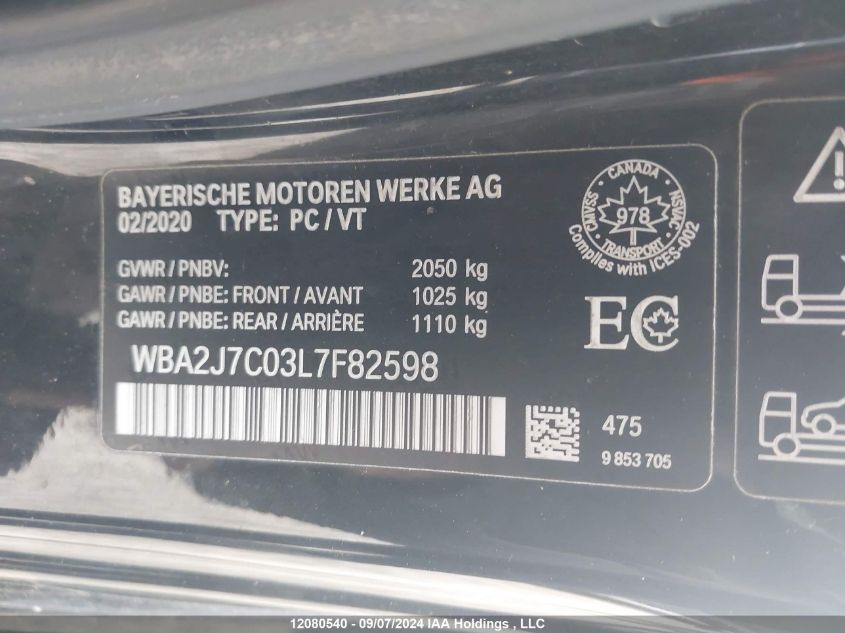 BAYERISCHE MOTOREN WERKE AG
02/2020 TYPE: PC / VT
GVWR / PNBV: 2050 kg
GAWR / PNBE: FRONT / AVANT 1025 kg
GAWR / PNBE: REAR / ARRIÈRE 1110 kg
WBA2J7C03L7F82598
CANADA
CMVSS NSVAC
978
TRANSPORT
Complies with ICES-002
EC
475
9 853 705
12080540 - 09/07/2024 IAA Holdings , LLC